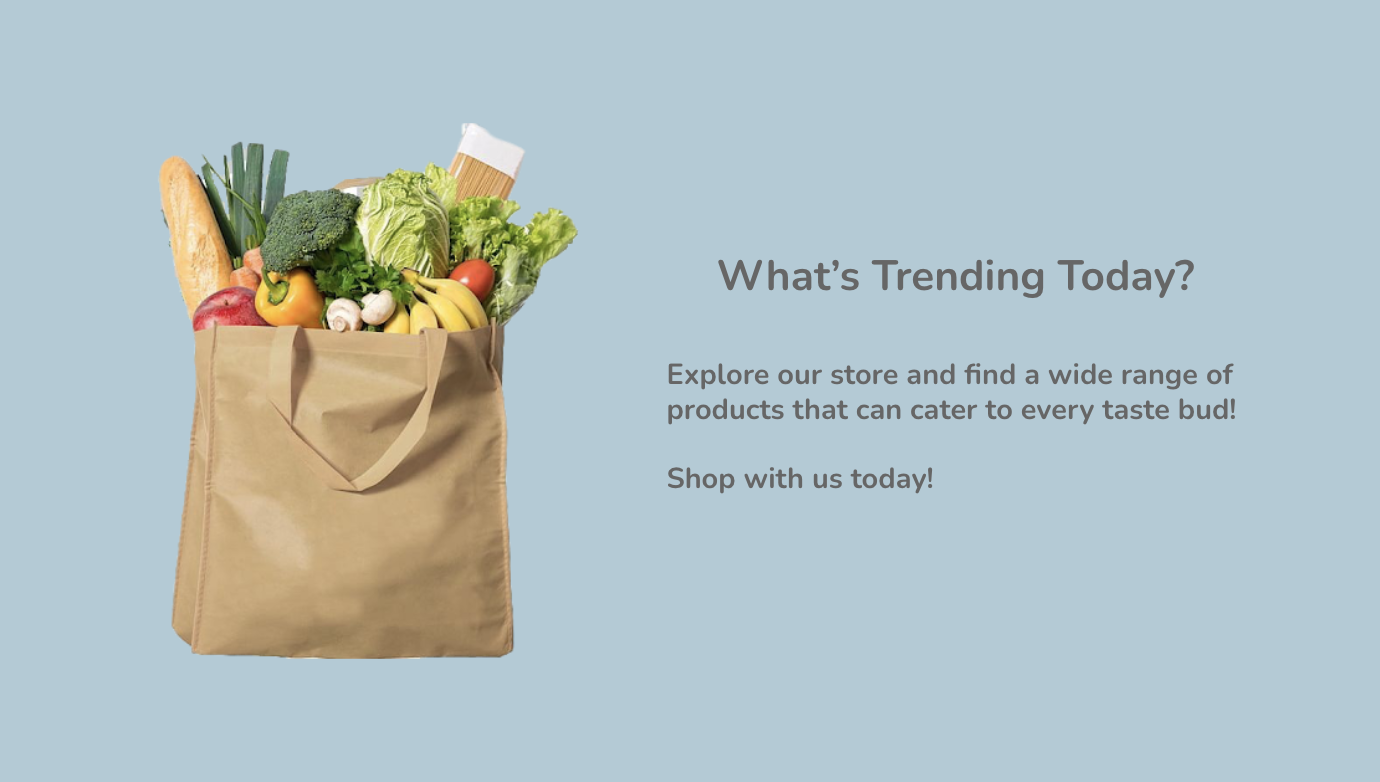 What’s Trending Today?
Explore our store and find a wide range of
products that can cater to every taste bud!
Shop with us today!